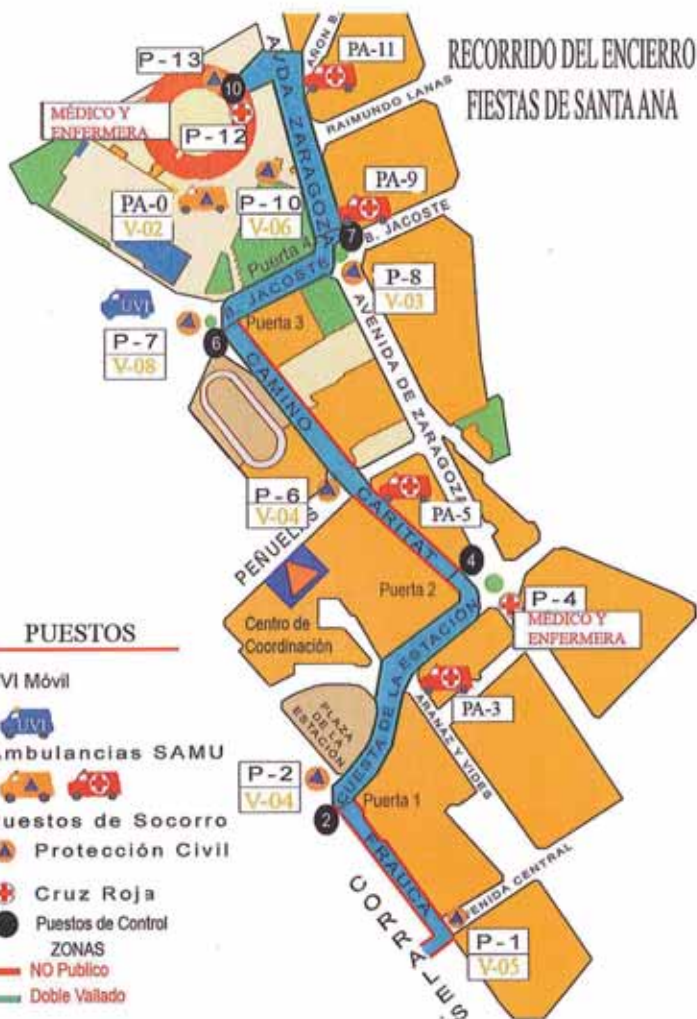 RECORRIDO DEL ENCIERRO
FIESTAS DE SANTA ANA
AVDA ZARAGOZA
AÑON B.
PA-11
P-13
10
RAIMUNDO LANAS
MÉDICO Y
ENFERMERA
P-12
PA-0
V-02
P-10
V-06
PA-9
7
B. JACOSTE
Puerta 4
P-8
V-03
B. JACOSTE
UVI
P-7
V-08
6
Puerta 3
AVENIDA DE ZARAGOZA
CAMINO
CARITAT
P-6
V-04
PA-5
PEÑUELAS
4
Puerta 2
P-4
MÉDICO Y
ENFERMERA
Centro de
Coordinación
CUESTA DE LA ESTACIÓN
PA-3
ARANAZ Y VIDES
PLAZA
DE LA
ESTACIÓN
P-2
V-04
2
Puerta 1
FRAUCA
AVENIDA CENTRAL
P-1
V-05
CORRALES
PUESTOS
VI Móvil
UVI
mbulancias SAMU
uestos de Socorro
Protección Civil
Cruz Roja
Puestos de Control
ZONAS
NO Publico
Doble Vallado